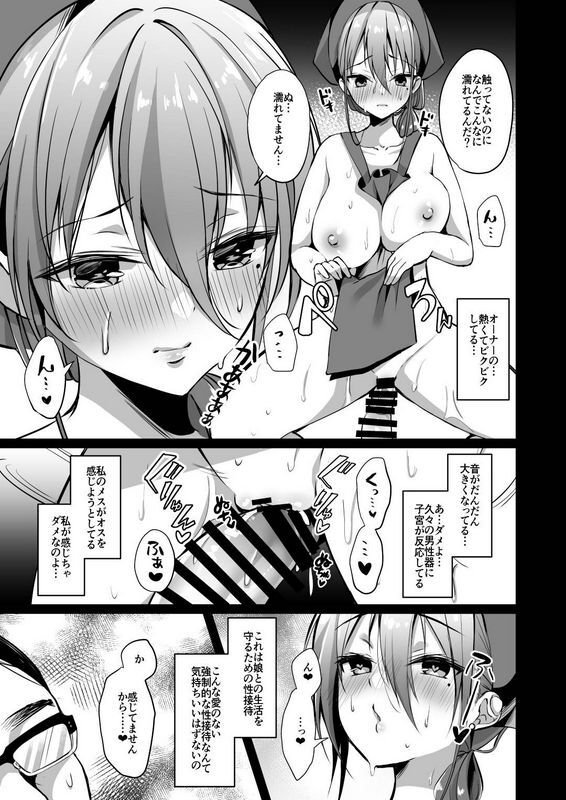 触ってないのに
なんでこんなに
濡れてるんだ？
ドキ
ドキ
ぬ…
濡れてません…
ん…
オーナーの…
熱くてビクビク
してる…
っ…
ん…
音がだんだん
大きくなってる…
あ…ダメよ…
久々の男性器に
子宮が反応してる
くっ…
ふぁ
私のメスがオスを
感じようとしてる
私が感じちゃ
ダメなのよ…
ん
…っ
これは娘との生活を
守るための性接待
こんな愛のない
強制的な性接待なんて
気持ちいいはずないの
か
感じてません
から……